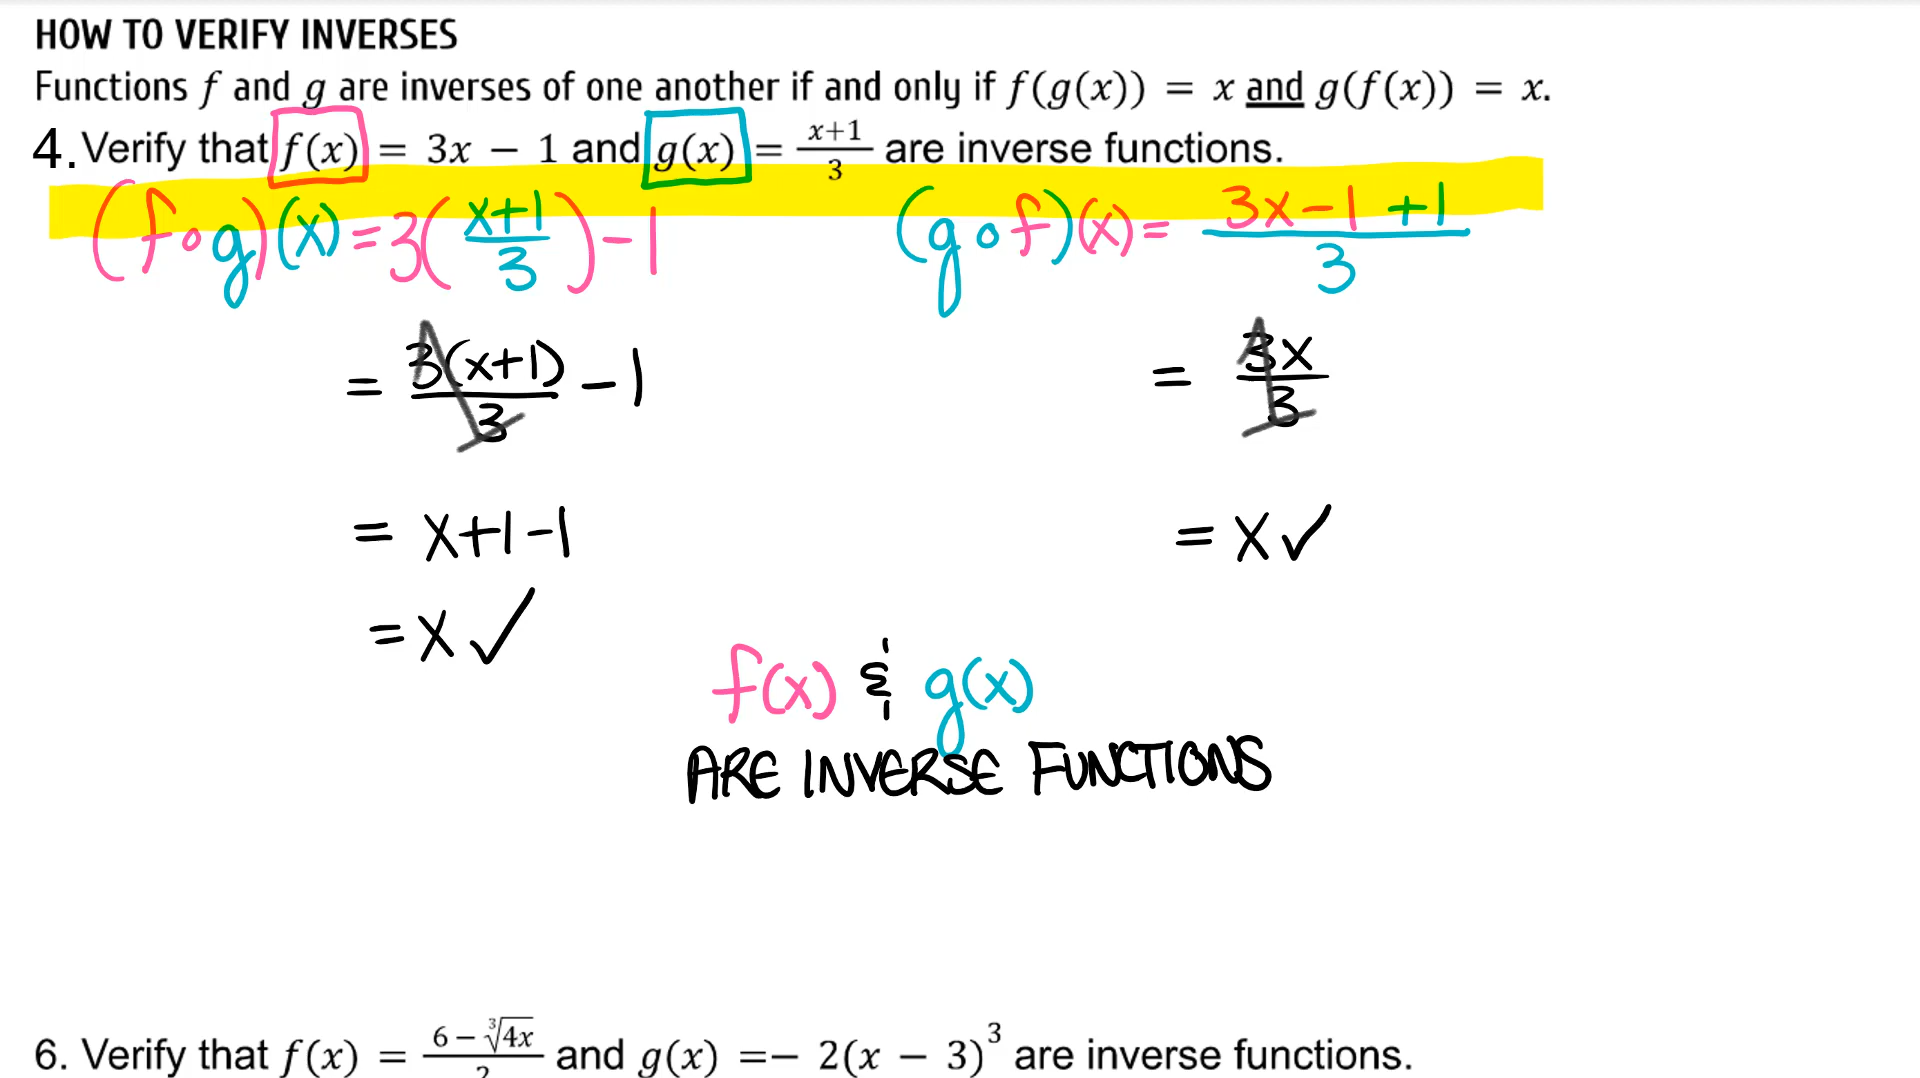 HOW TO VERIFY INVERSES
Functions f and g are inverses of one another if and only if f(g(x)) = x and g(f(x)) = x.
4. Verify that f(x) = 3x − 1 and g(x) = x+1/3 are inverse functions.
(f∘g)(x) = 3(x+1/3) − 1
= 3(x+1)/3 − 1
= x+1−1
= x ✓
(g∘f)(x) = 3x−1+1/3
= 3x/3
= x ✓
f(x) & g(x)
ARE INVERSE FUNCTIONS
6. Verify that f(x) = 6 − ∛4x/2 and g(x) =− 2(x − 3)³ are inverse functions.